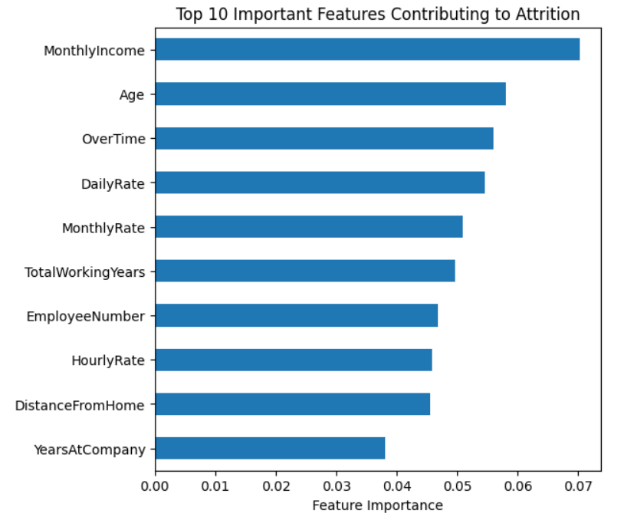 Top 10 Important Features Contributing to Attrition
MonthlyIncome
Age
OverTime
DailyRate
MonthlyRate
TotalWorkingYears
EmployeeNumber
HourlyRate
DistanceFromHome
YearsAtCompany
0.00 0.01 0.02 0.03 0.04 0.05 0.06 0.07
Feature Importance